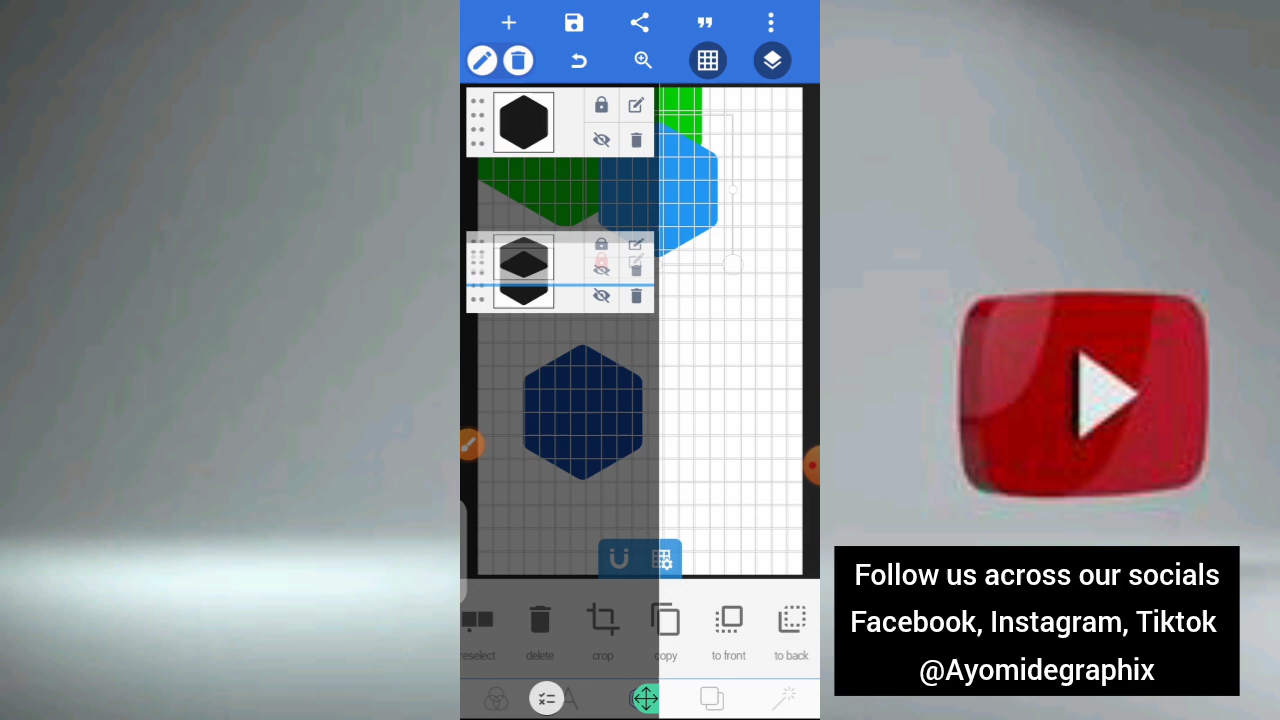 reselect
delete
crop
copy
to front
to back
Follow us across our socials
Facebook, Instagram, Tiktok
@Ayomidegraphix